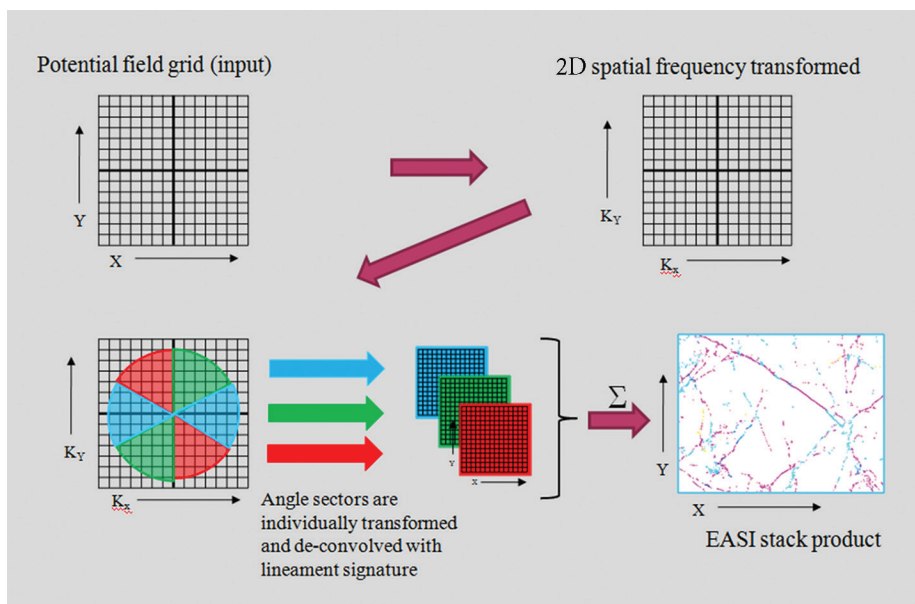 Potential field grid (input)
2D spatial frequency transformed
Y
X
KY
Kx
KY
Kx
Y
X
Σ
Y
X
Angle sectors are
individually transformed
and de-convolved with
lineament signature
EASI stack product